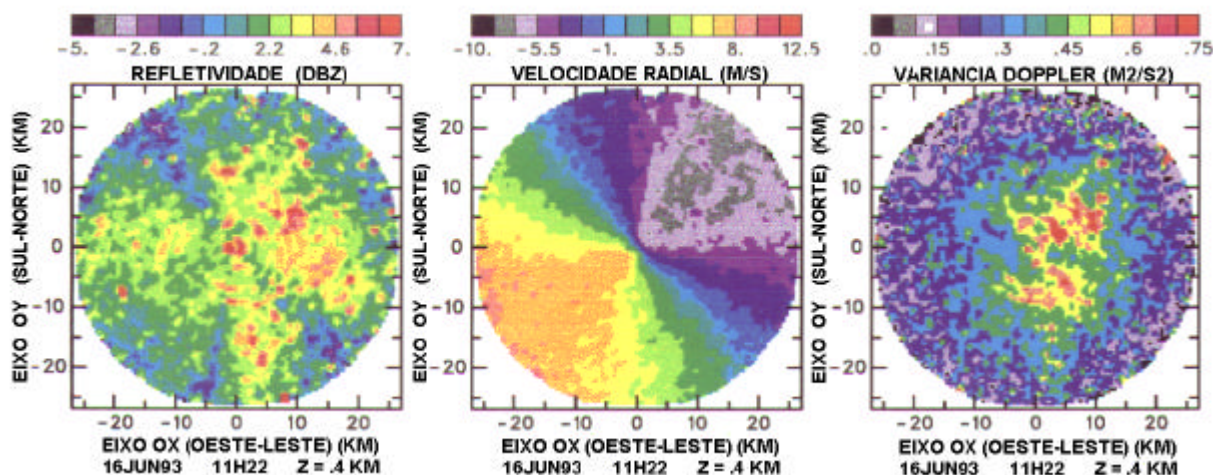 -5. -2.6 -.2 2.2 4.6 7.
REFLETIVIDADE (DBZ)
EIXO OY (SUL-NORTE) (KM)
20
10
0
-10
-20
-20 -10 0 10 20
EIXO OX (OESTE-LESTE) (KM)
16JUN93 11H22 Z = .4 KM
-10. -5.5 -1. 3.5 8. 12.5
VELOCIDADE RADIAL (M/S)
EIXO OY (SUL-NORTE) (KM)
20
10
0
-10
-20
-20 -10 0 10 20
EIXO OX (OESTE-LESTE) (KM)
16JUN93 11H22 Z = .4 KM
.0 .15 .3 .45 .6 .75
VARIANCIA DOPPLER (M2/S2)
EIXO OY (SUL-NORTE) (KM)
20
10
0
-10
-20
-20 -10 0 10 20
EIXO OX (OESTE-LESTE) (KM)
16JUN93 11H22 Z = .4 KM